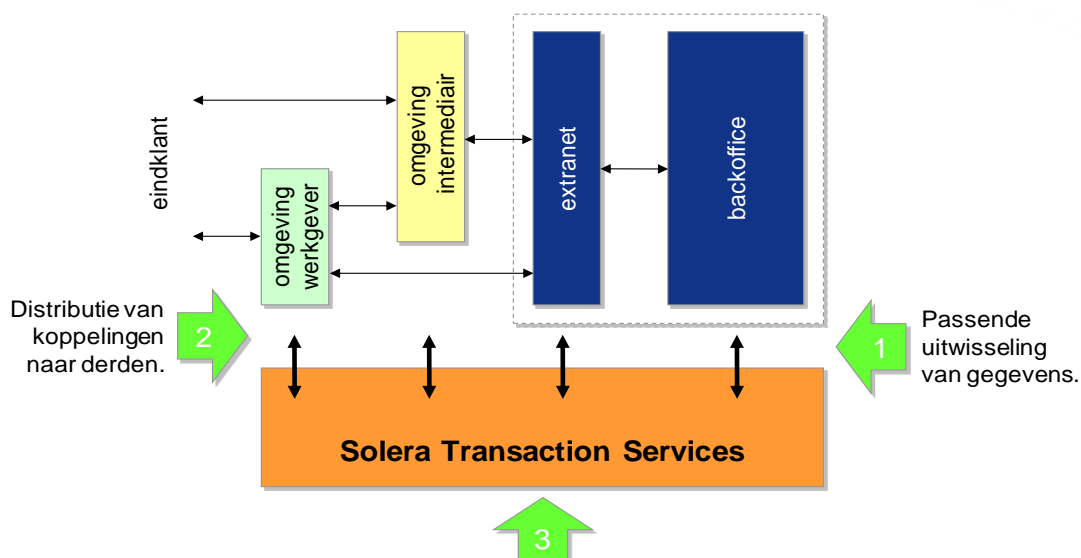 eindklant
omgeving
werkgever
omgeving
intermediair
extranet
backoffice
Distributie van
koppelingen
naar derden.
2
1
Passende
uitwisseling
van gegevens.
Solera Transaction Services
3